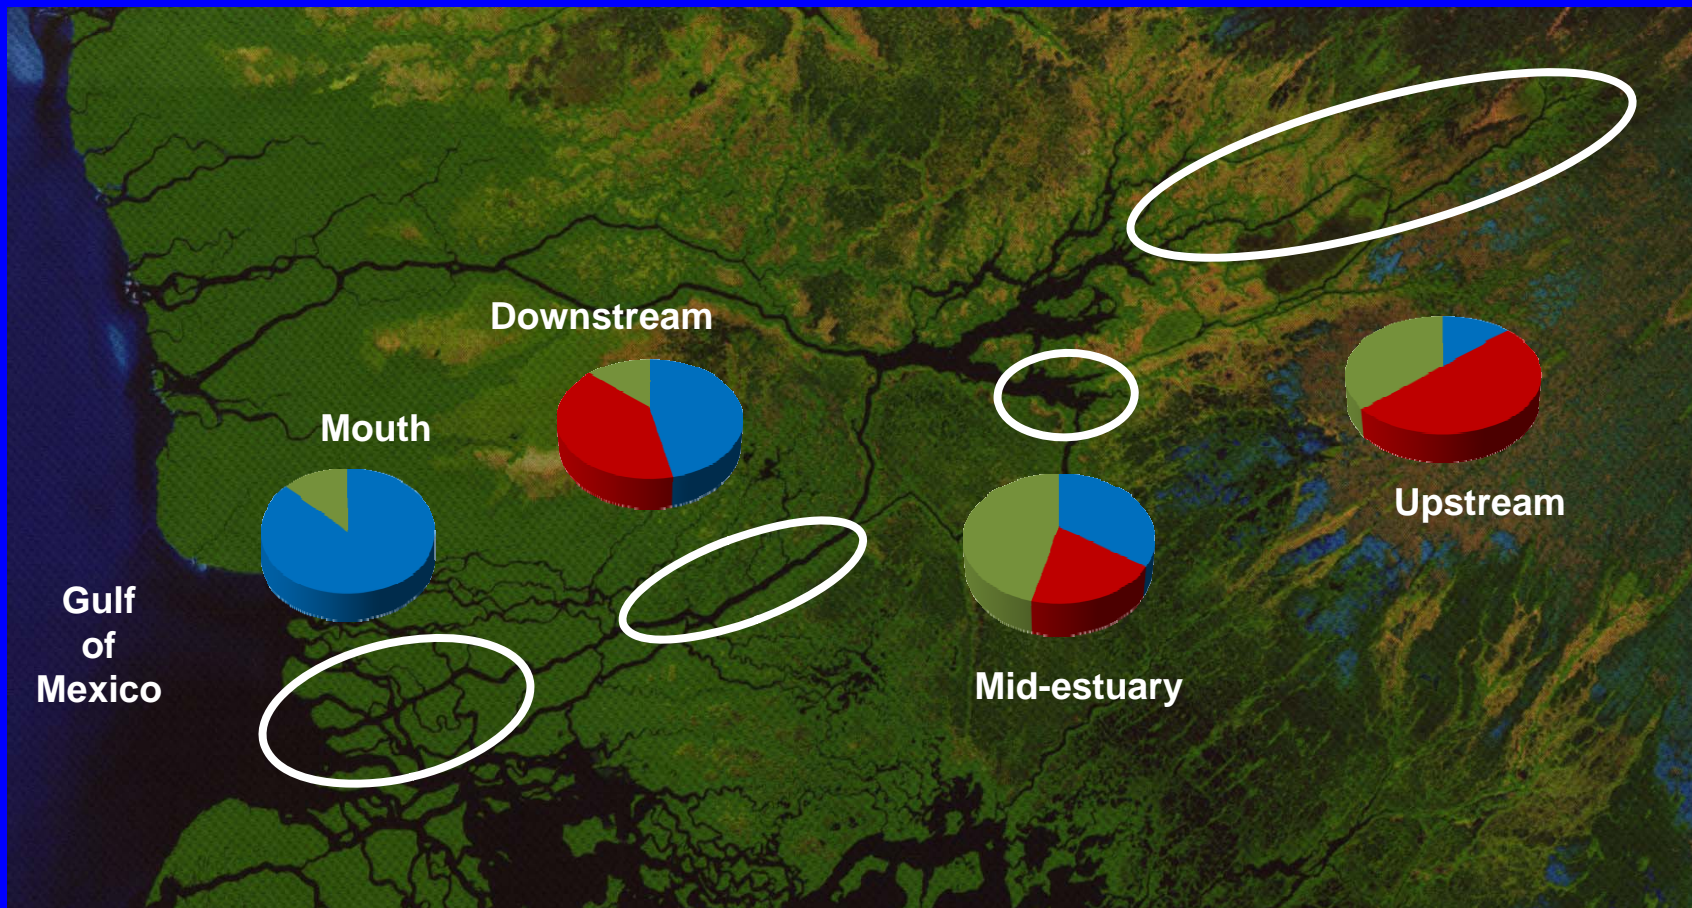 Downstream
Mouth
Upstream
Gulf
of
Mexico
Mid-estuary